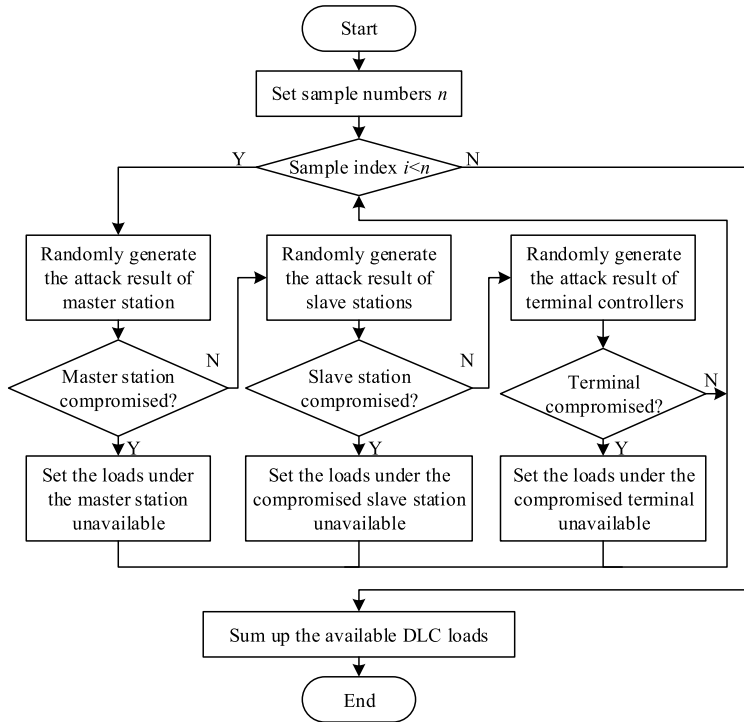 Start
Set sample numbers n
Y
Sample index i<n
N
Randomly generate
the attack result of
master station
Randomly generate
the attack result of
slave stations
Randomly generate
the attack result of
terminal controllers
Master station
compromised?
N
Slave station
compromised?
N
Terminal
compromised?
N
Y
Y
Y
Set the loads under
the master station
unavailable
Set the loads under the
compromised slave station
unavailable
Set the loads under the
compromised terminal
unavailable
Sum up the available DLC loads
End